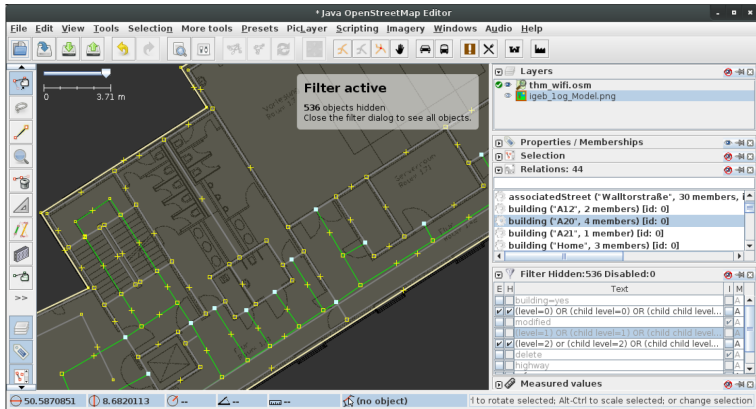 *Java OpenStreetMap Editor
File Edit View Tools Selection More tools Presets PicLayer Scripting Imagery Windows Audio Help
0 3.71 m
Filter active
536 objects hidden
Close the filter dialog to see all objects.
Layers
thm_wifi.osm
igeb_1og_Model.png
Properties / Memberships
Selection
Relations: 44
associatedStreet ("Walltorstraße", 30 members, i
building ("A12", 2 members) [id: 0]
building ("A20", 4 members) [id: 0]
building ("A21", 1 member) [id: 0]
building ("Home", 3 members) [id: 0]
Filter Hidden:536 Disabled:0
E H Text I M
building=yes A
(level=0) OR (child level=0) OR (child child level... A
modified A
(level=1) OR (child level=1) OR (child child level... A
(level=2) or (child level=2) OR (child child level... A
delete A
highway A
Measured values
>>
50.5870851 8.6820113 -- -- -- (no object) t to rotate selected; Alt-Ctrl to scale selected; or change selection